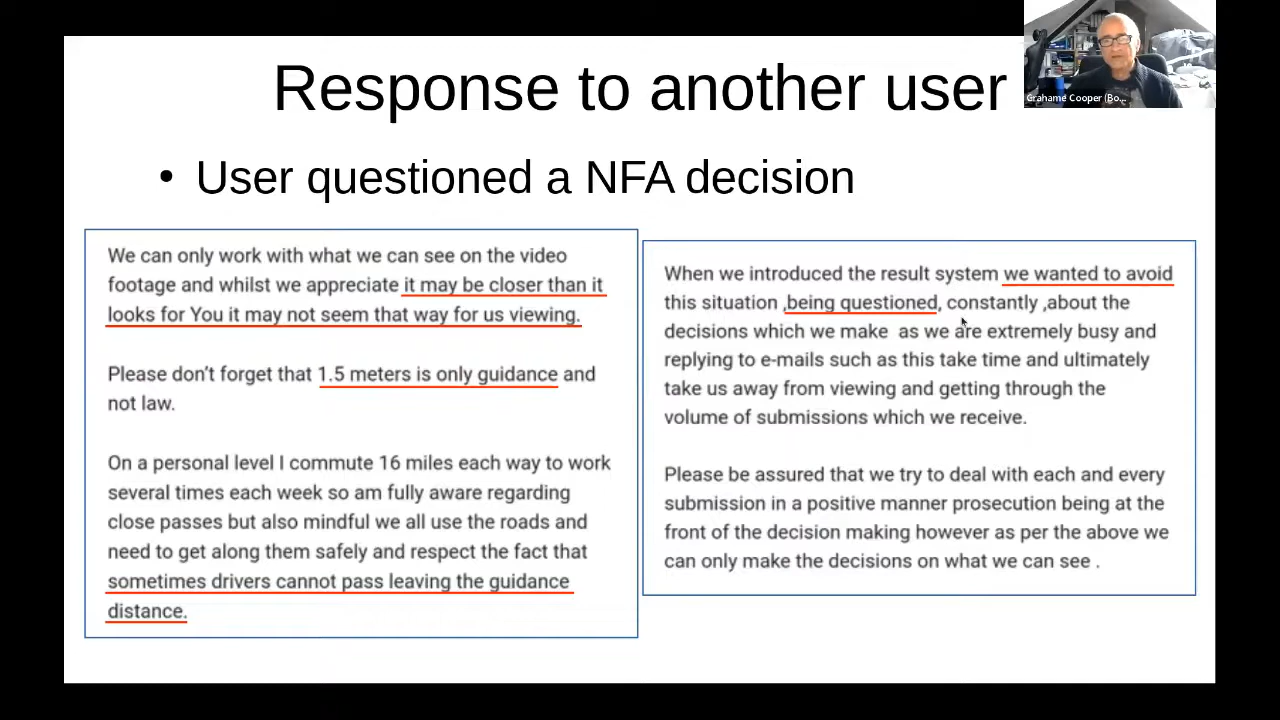 Response to another user
Grahame Cooper (Bo...
• User questioned a NFA decision
We can only work with what we can see on the video
footage and whilst we appreciate it may be closer than it
looks for You it may not seem that way for us viewing.
Please don't forget that 1.5 meters is only guidance and
not law.
On a personal level I commute 16 miles each way to work
several times each week so am fully aware regarding
close passes but also mindful we all use the roads and
need to get along them safely and respect the fact that
sometimes drivers cannot pass leaving the guidance
distance.
When we introduced the result system we wanted to avoid
this situation ,being questioned, constantly ,about the
decisions which we make  as we are extremely busy and
replying to e-mails such as this take time and ultimately
take us away from viewing and getting through the
volume of submissions which we receive.
Please be assured that we try to deal with each and every
submission in a positive manner prosecution being at the
front of the decision making however as per the above we
can only make the decisions on what we can see .